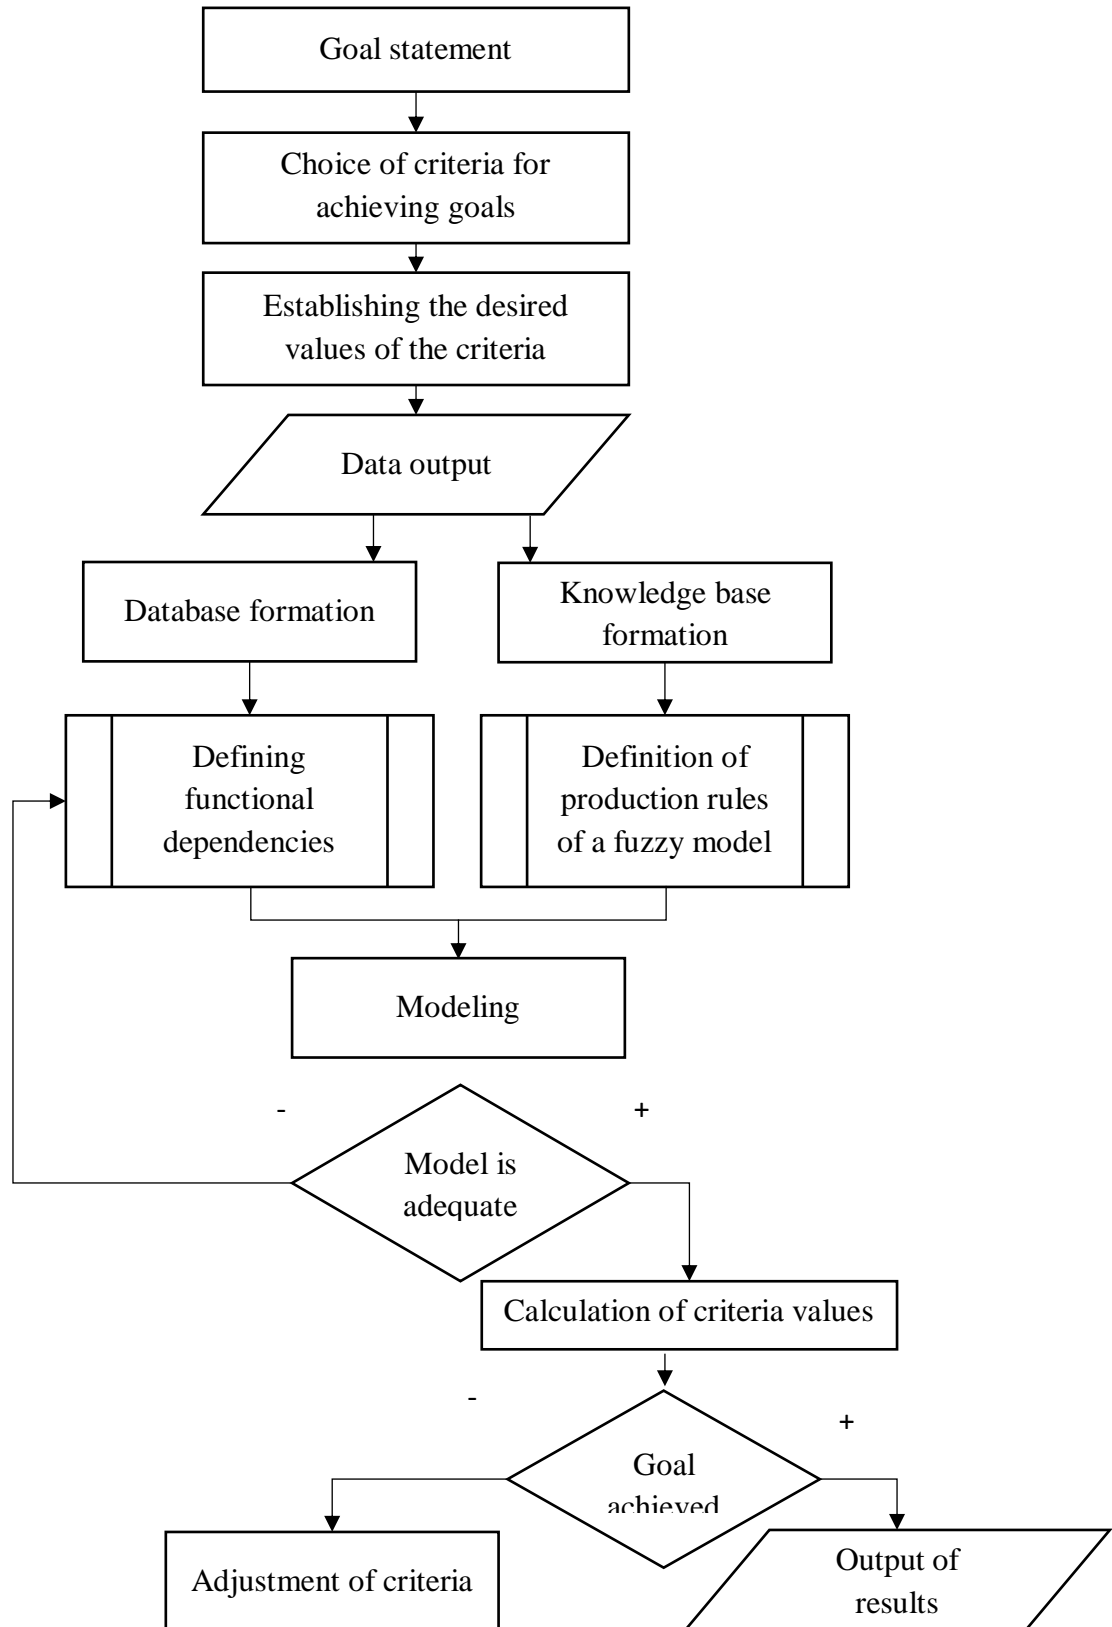 Goal statement
Choice of criteria for
achieving goals
Establishing the desired
values of the criteria
Data output
Database formation
Knowledge base
formation
Defining
functional
dependencies
Definition of
production rules
of a fuzzy model
Modeling
-
+
Model is
adequate
Calculation of criteria values
-
+
Goal
achieved
Adjustment of criteria
Output of
results